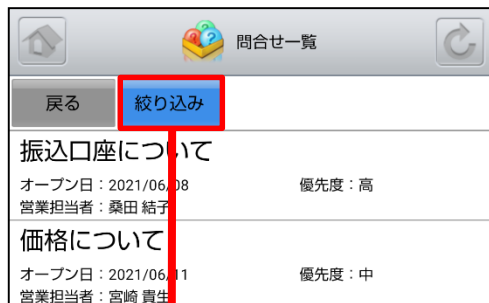 問合せ一覧
戻る 絞り込み
振込口座について
オープン日：2021/06/08 優先度：高
営業担当者：桑田 結子
価格について
オープン日：2021/06/11 優先度：中
営業担当者：宮崎 貴生